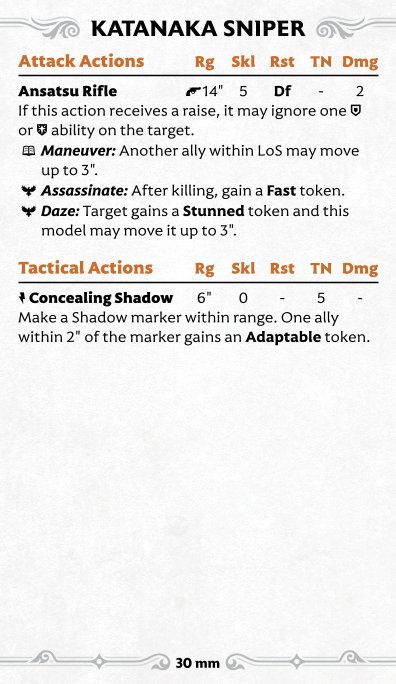 KATANAKA SNIPER
Attack Actions Rg Skl Rst TN Dmg
Ansatsu Rifle 14" 5 Df - 2
If this action receives a raise, it may ignore one
or ability on the target.
Maneuver: Another ally within LoS may move
up to 3".
Assassinate: After killing, gain a Fast token.
Daze: Target gains a Stunned token and this
model may move it up to 3".
Tactical Actions Rg Skl Rst TN Dmg
Concealing Shadow 6" 0 - 5 -
Make a Shadow marker within range. One ally
within 2" of the marker gains an Adaptable token.
30 mm